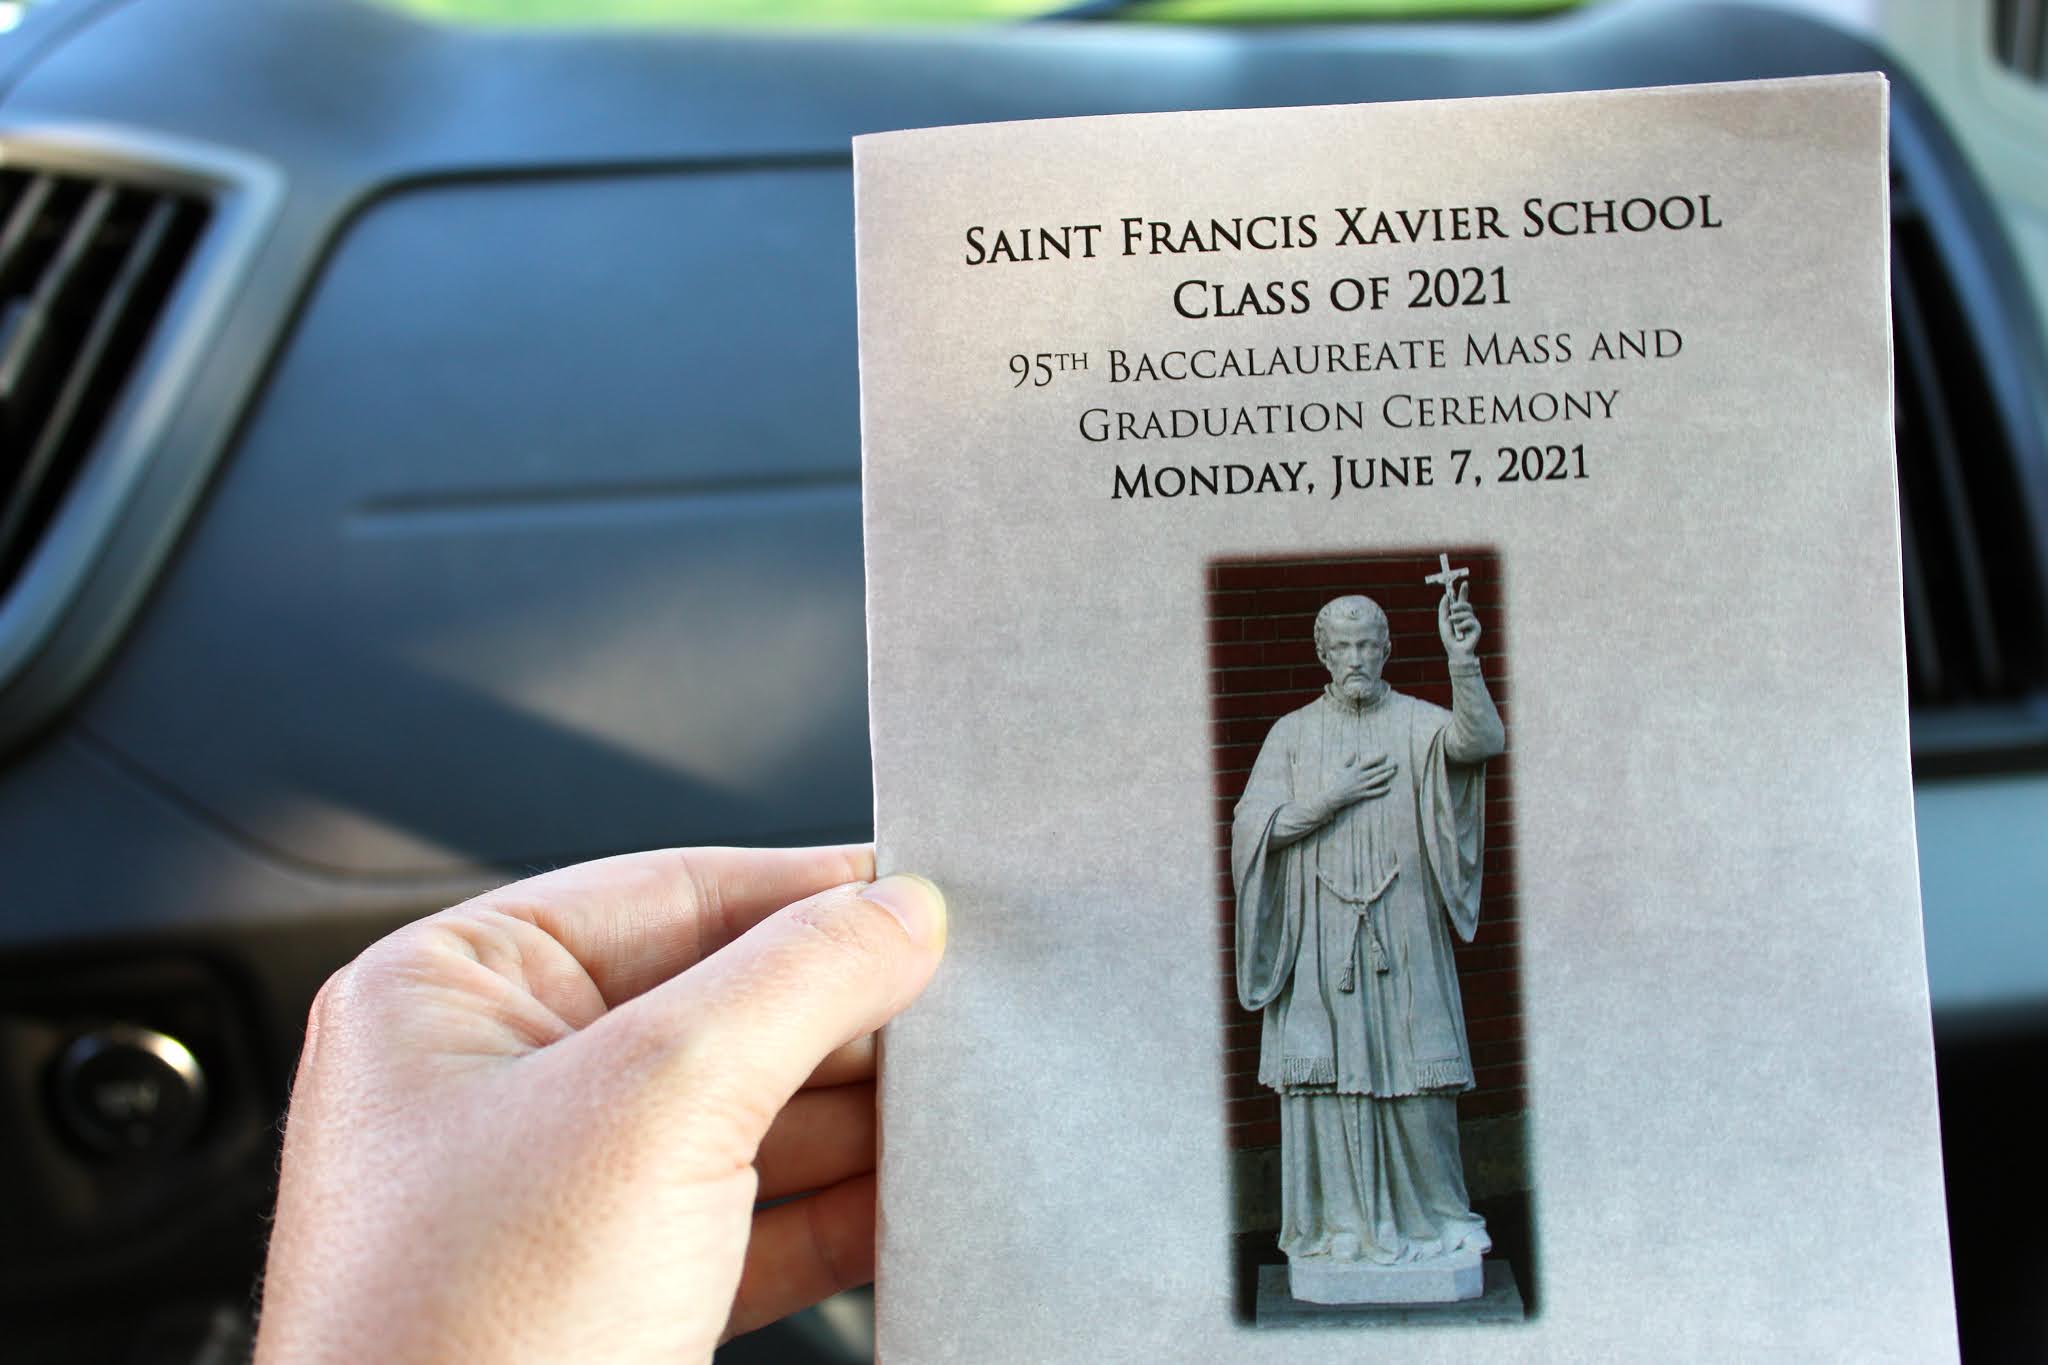 SAINT FRANCIS XAVIER SCHOOL
CLASS OF 2021
95TH BACCALAUREATE MASS AND
GRADUATION CEREMONY
MONDAY, JUNE 7, 2021